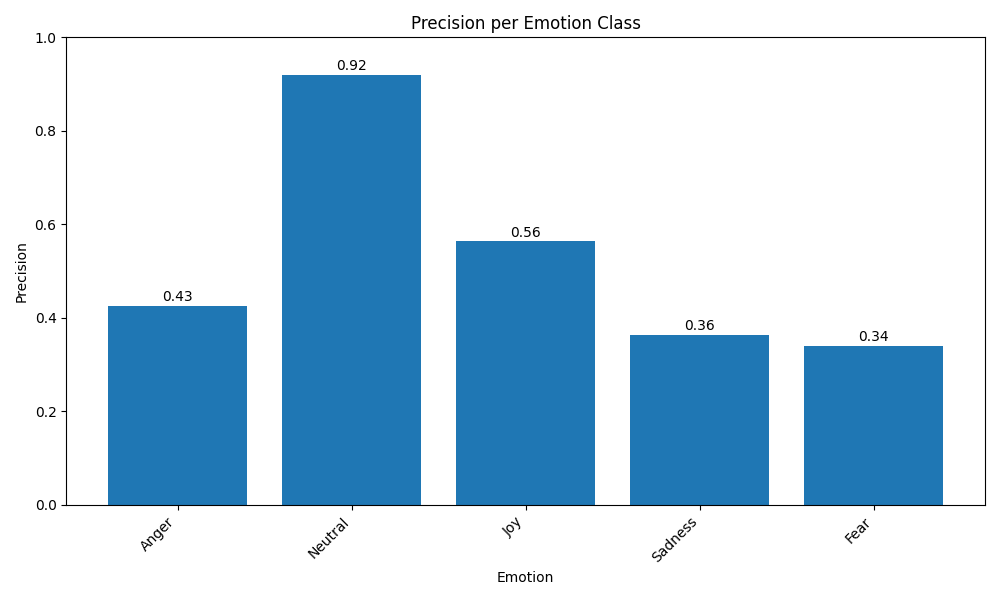 Precision per Emotion Class
Precision
1.0
0.8
0.6
0.4
0.2
0.0
0.43
0.92
0.56
0.36
0.34
Anger
Neutral
Joy
Sadness
Fear
Emotion